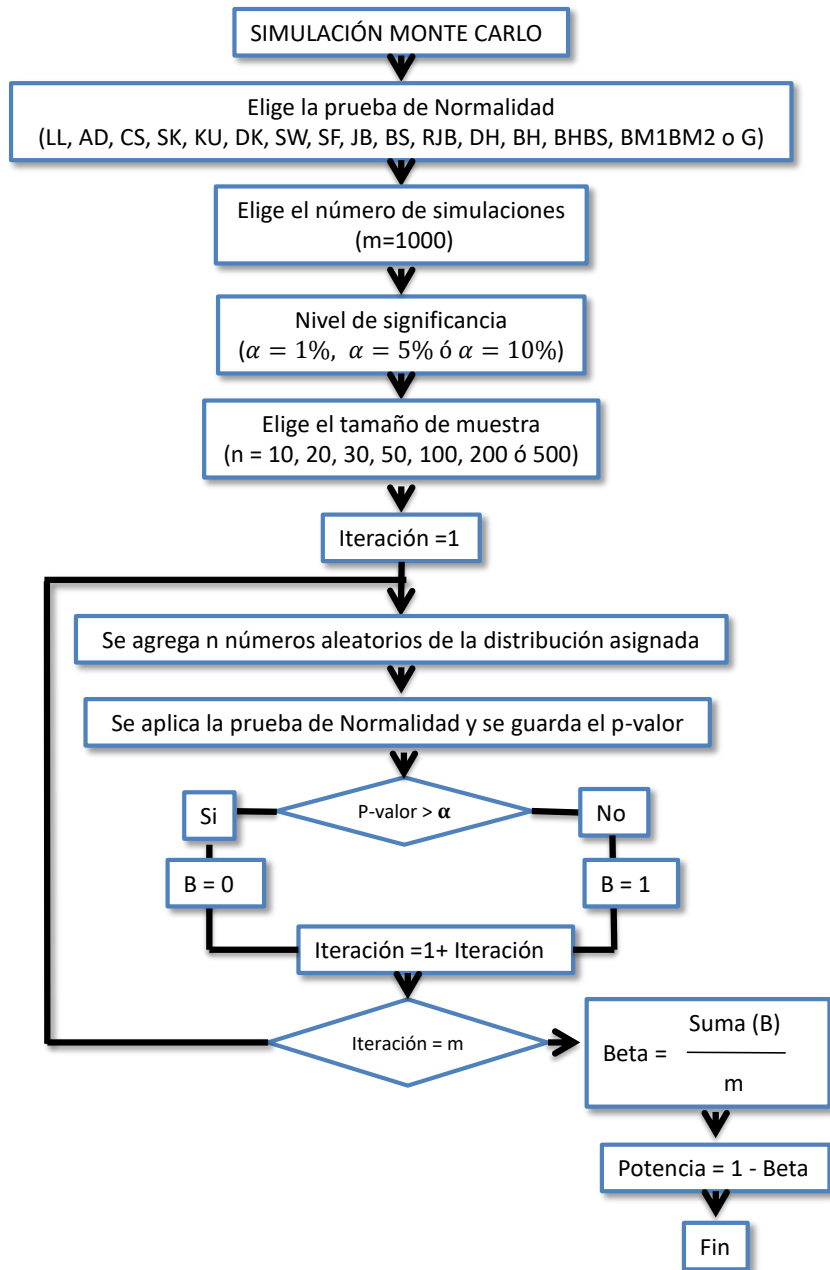 SIMULACIÓN MONTE CARLO
Elige la prueba de Normalidad
(LL, AD, CS, SK, KU, DK, SW, SF, JB, BS, RJB, DH, BH, BHBS, BM1BM2 o G)
Elige el número de simulaciones
(m=1000)
Nivel de significancia
(α = 1%, α = 5% ó α = 10%)
Elige el tamaño de muestra
(n = 10, 20, 30, 50, 100, 200 ó 500)
Iteración =1
Se agrega n números aleatorios de la distribución asignada
Se aplica la prueba de Normalidad y se guarda el p-valor
P-valor > α
Si
No
B = 0
B = 1
Iteración =1+ Iteración
Iteración = m
Suma (B)
Beta =
m
Potencia = 1 - Beta
Fin